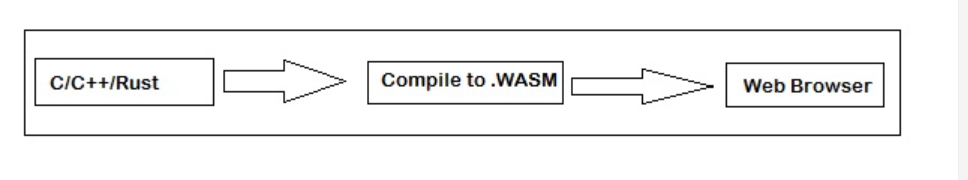 C/C++/Rust
Compile to .WASM
Web Browser